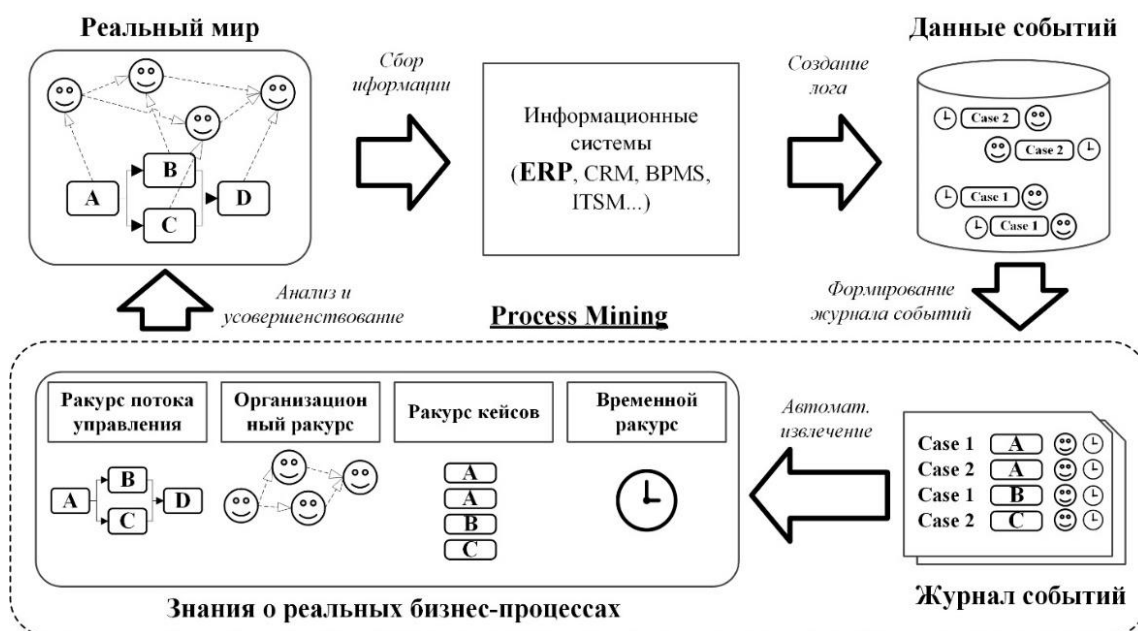 Реальный мир
A
B
C
D
Сбор
иформации
Информационные
системы
(ERP, CRM, BPMS,
ITSM...)
Создание
лога
Данные событий
Case 2
Case 2
Case 1
Case 1
Анализ и
усовершенствование
Process Mining
Формирование
журнала событий
Ракурс потока
управления
A
B
C
D
Организацион
ный ракурс
Ракурс кейсов
A
A
B
C
Временной
ракурс
Знания о реальных бизнес-процессах
Автомат.
извлечение
Case 1 A
Case 2 A
Case 1 B
Case 2 C
Журнал событий